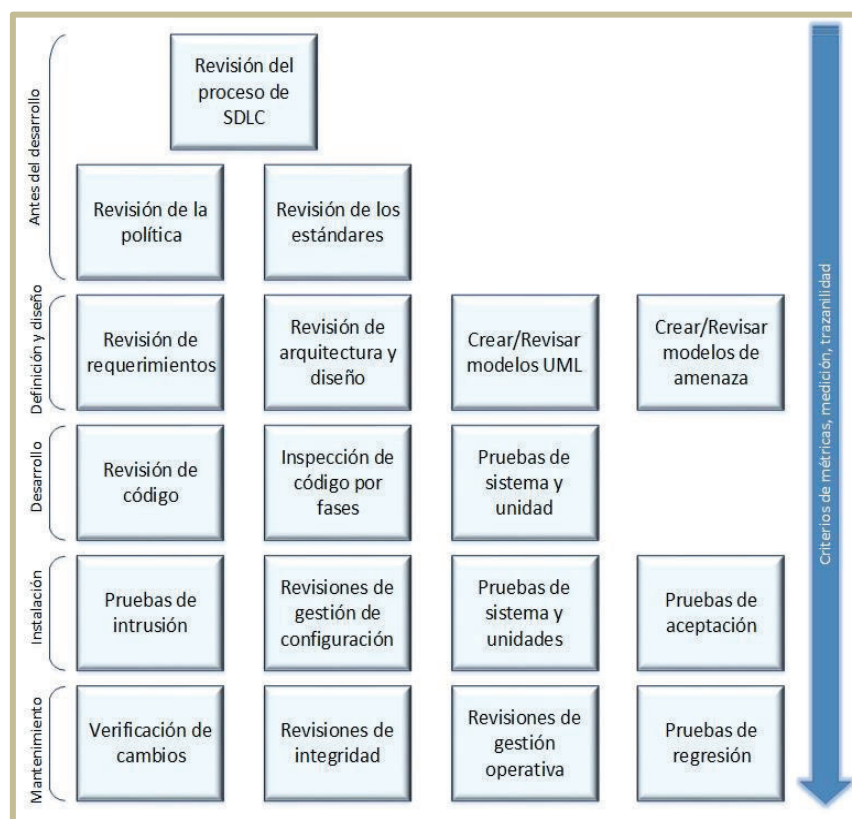 Antes del desarrollo
Revisión del
proceso de
SDLC
Revisión de la
política
Revisión de los
estándares
Definición y diseño
Revisión de
requerimientos
Revisión de
arquitectura y
diseño
Crear/Revisar
modelos UML
Crear/Revisar
modelos de
amenaza
Desarrollo
Revisión de
código
Inspección de
código por
fases
Pruebas de
sistema y
unidad
Instalación
Pruebas de
intrusión
Revisiones de
gestión de
configuración
Pruebas de
sistema y
unidades
Pruebas de
aceptación
Mantenimiento
Verificación de
cambios
Revisiones de
integridad
Revisiones de
gestión
operativa
Pruebas de
regresión
Criterios de métricas, medición, trazanilidad